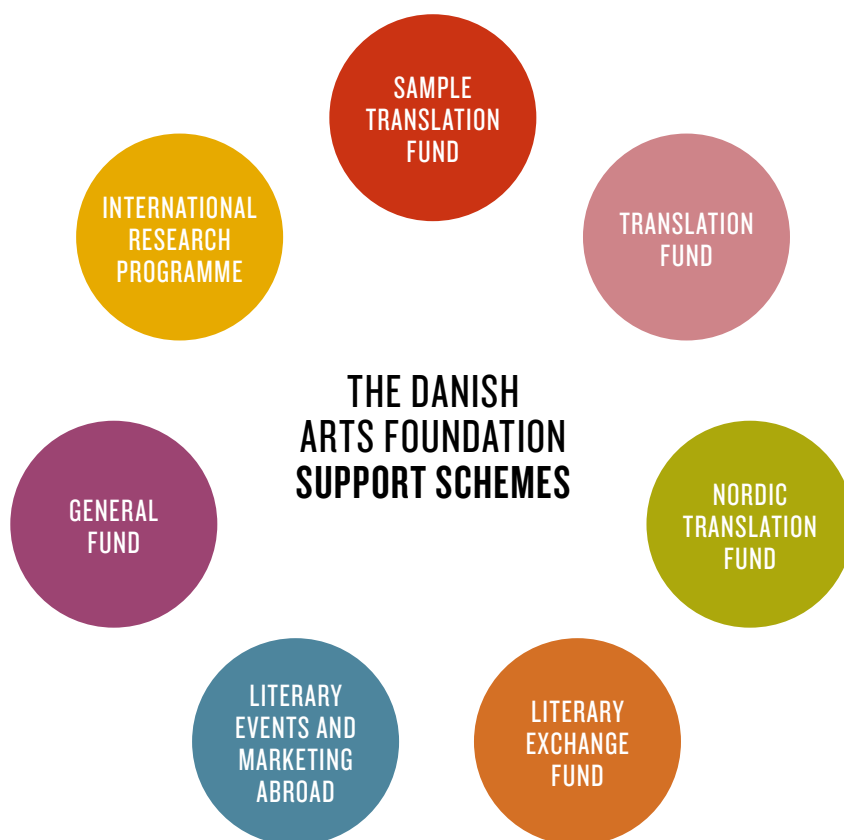 SAMPLE
TRANSLATION
FUND
INTERNATIONAL
RESEARCH
PROGRAMME
TRANSLATION
FUND
THE DANISH
ARTS FOUNDATION
SUPPORT SCHEMES
GENERAL
FUND
NORDIC
TRANSLATION
FUND
LITERARY
EVENTS AND
MARKETING
ABROAD
LITERARY
EXCHANGE
FUND